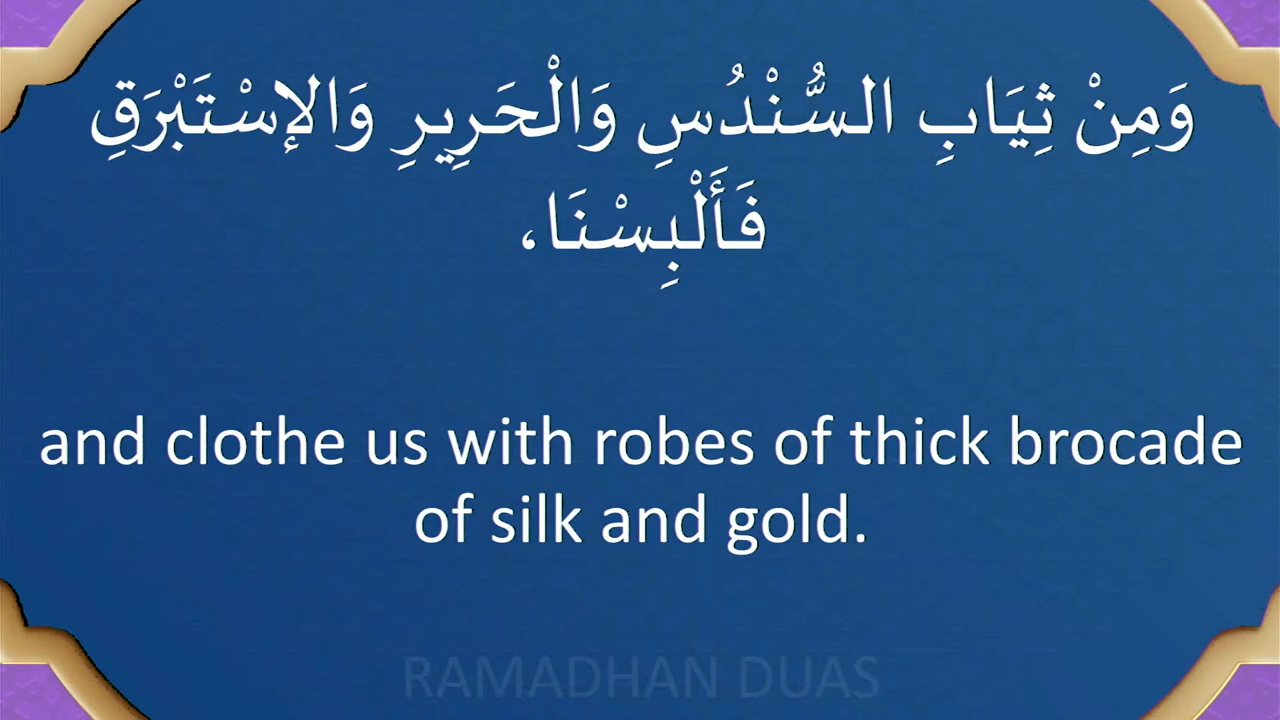 وَمِنْ ثِيَابِ السُّنْدُسِ وَالْحَرِيرِ وَالإِسْتَبْرَقِ
فَأَلْبِسْنَا،
and clothe us with robes of thick brocade
of silk and gold.
RAMADHAN DUAS